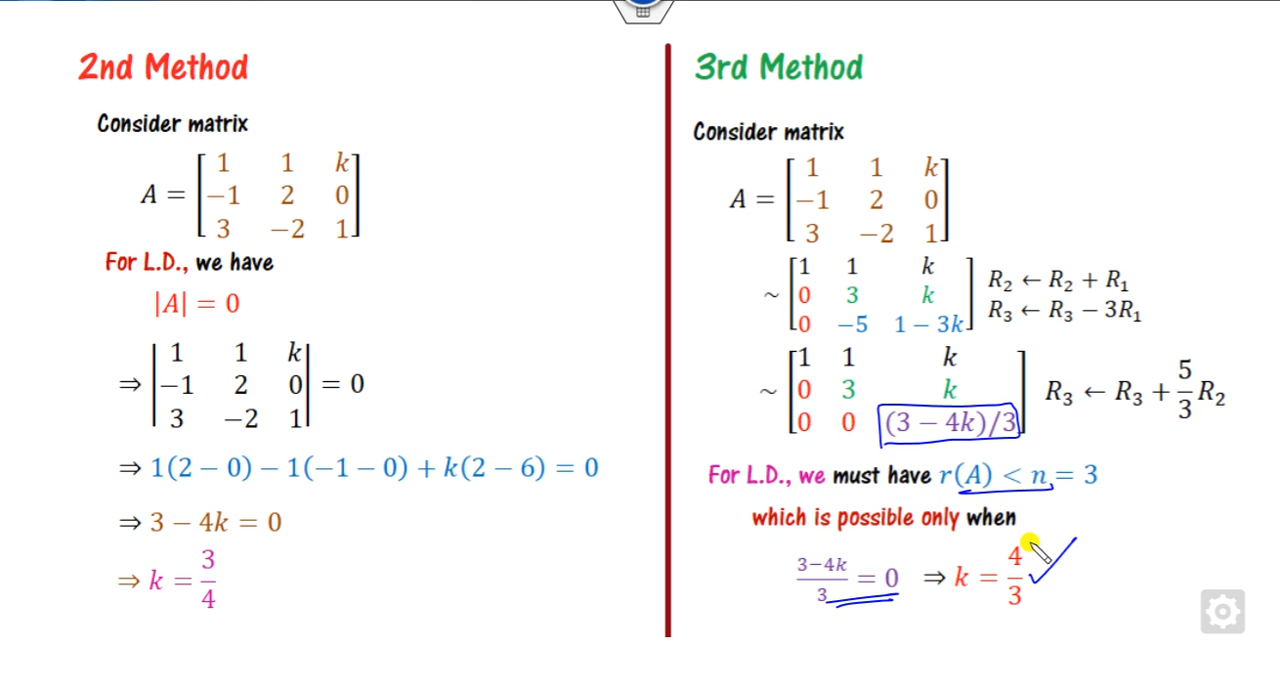 2nd Method
Consider matrix
A = [1 1 k
-1 2 0
3 -2 1]
For L.D., we have
|A| = 0
⇒ |1 1 k
-1 2 0
3 -2 1| = 0
⇒ 1(2 − 0) − 1(−1 − 0) + k(2 − 6) = 0
⇒ 3 − 4k = 0
⇒ k = 3/4
3rd Method
Consider matrix
A = [1 1 k
-1 2 0
3 -2 1]
~ [1 1 k
0 3 k
0 -5 1 − 3k]
R₂ ← R₂ + R₁
R₃ ← R₃ − 3R₁
~ [1 1 k
0 3 k
0 0 (3 − 4k)/3]
R₃ ← R₃ + 5/3 R₂
For L.D., we must have r(A) < n = 3
which is possible only when
3−4k/3 = 0 ⇒ k = 4/3